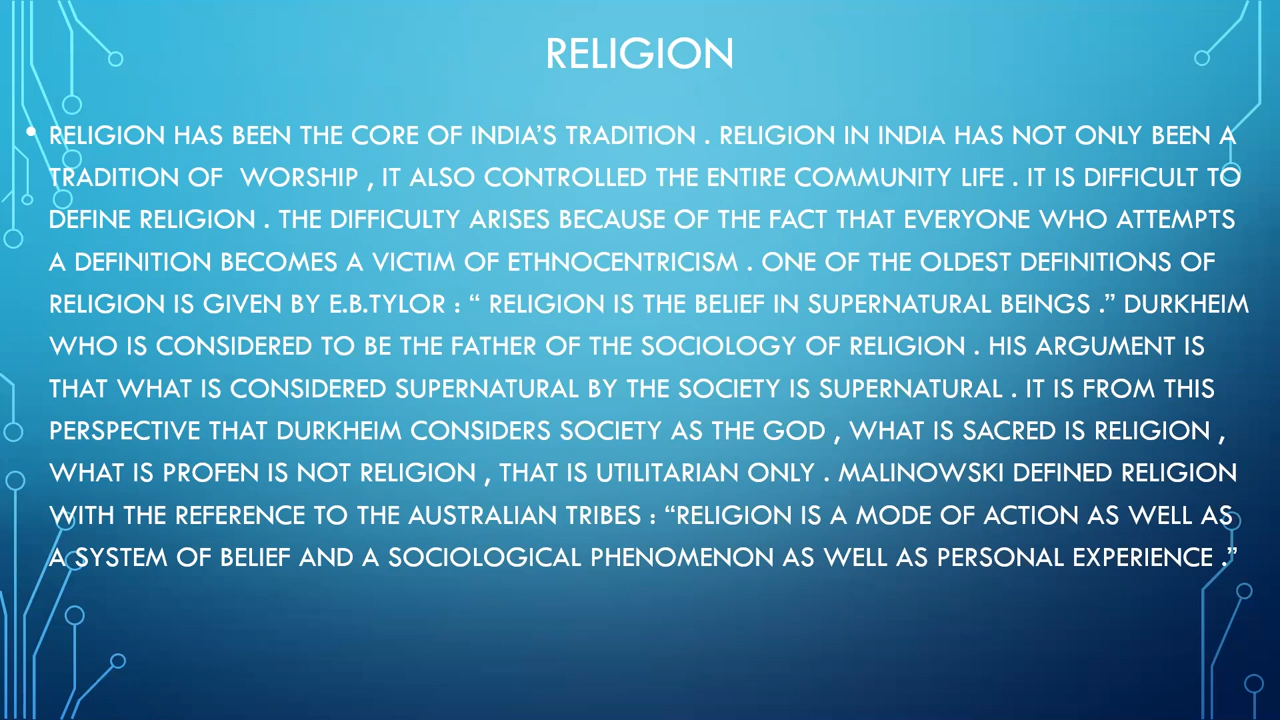 RELIGION
• RELIGION HAS BEEN THE CORE OF INDIA’S TRADITION . RELIGION IN INDIA HAS NOT ONLY BEEN A
TRADITION OF  WORSHIP , IT ALSO CONTROLLED THE ENTIRE COMMUNITY LIFE . IT IS DIFFICULT TO
DEFINE RELIGION . THE DIFFICULTY ARISES BECAUSE OF THE FACT THAT EVERYONE WHO ATTEMPTS
A DEFINITION BECOMES A VICTIM OF ETHNOCENTRICISM . ONE OF THE OLDEST DEFINITIONS OF
RELIGION IS GIVEN BY E.B.TYLOR : “ RELIGION IS THE BELIEF IN SUPERNATURAL BEINGS .” DURKHEIM
WHO IS CONSIDERED TO BE THE FATHER OF THE SOCIOLOGY OF RELIGION . HIS ARGUMENT IS
THAT WHAT IS CONSIDERED SUPERNATURAL BY THE SOCIETY IS SUPERNATURAL . IT IS FROM THIS
PERSPECTIVE THAT DURKHEIM CONSIDERS SOCIETY AS THE GOD , WHAT IS SACRED IS RELIGION ,
WHAT IS PROFEN IS NOT RELIGION , THAT IS UTILITARIAN ONLY . MALINOWSKI DEFINED RELIGION
WITH THE REFERENCE TO THE AUSTRALIAN TRIBES : “RELIGION IS A MODE OF ACTION AS WELL AS
A SYSTEM OF BELIEF AND A SOCIOLOGICAL PHENOMENON AS WELL AS PERSONAL EXPERIENCE .”